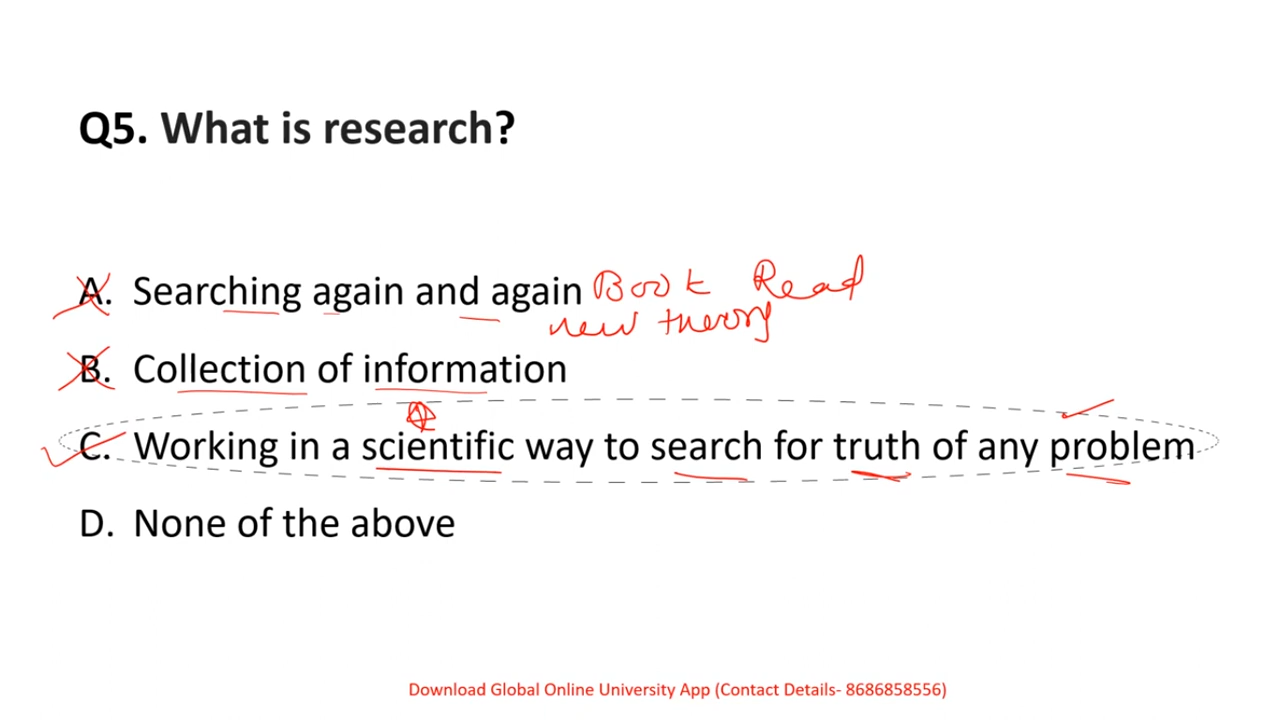 Q5. What is research?
A. Searching again and again Book Read
new theory
B. Collection of information
C. Working in a scientific way to search for truth of any problem
D. None of the above
Download Global Online University App (Contact Details- 8686858556)